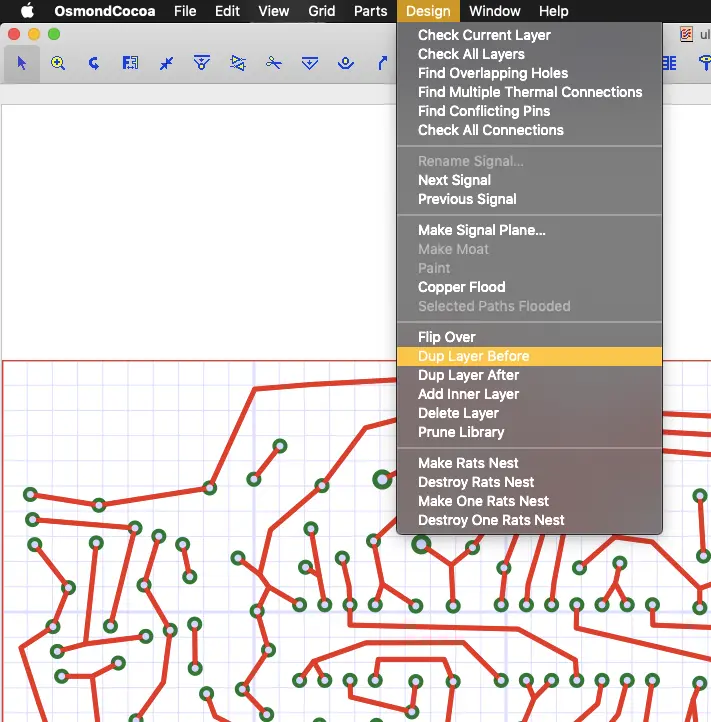 OsmondCocoa File Edit View Grid Parts Design Window Help
ul
Check Current Layer
Check All Layers
Find Overlapping Holes
Find Multiple Thermal Connections
Find Conflicting Pins
Check All Connections
Rename Signal...
Next Signal
Previous Signal
Make Signal Plane...
Make Moat
Paint
Copper Flood
Selected Paths Flooded
Flip Over
Dup Layer Before
Dup Layer After
Add Inner Layer
Delete Layer
Prune Library
Make Rats Nest
Destroy Rats Nest
Make One Rats Nest
Destroy One Rats Nest